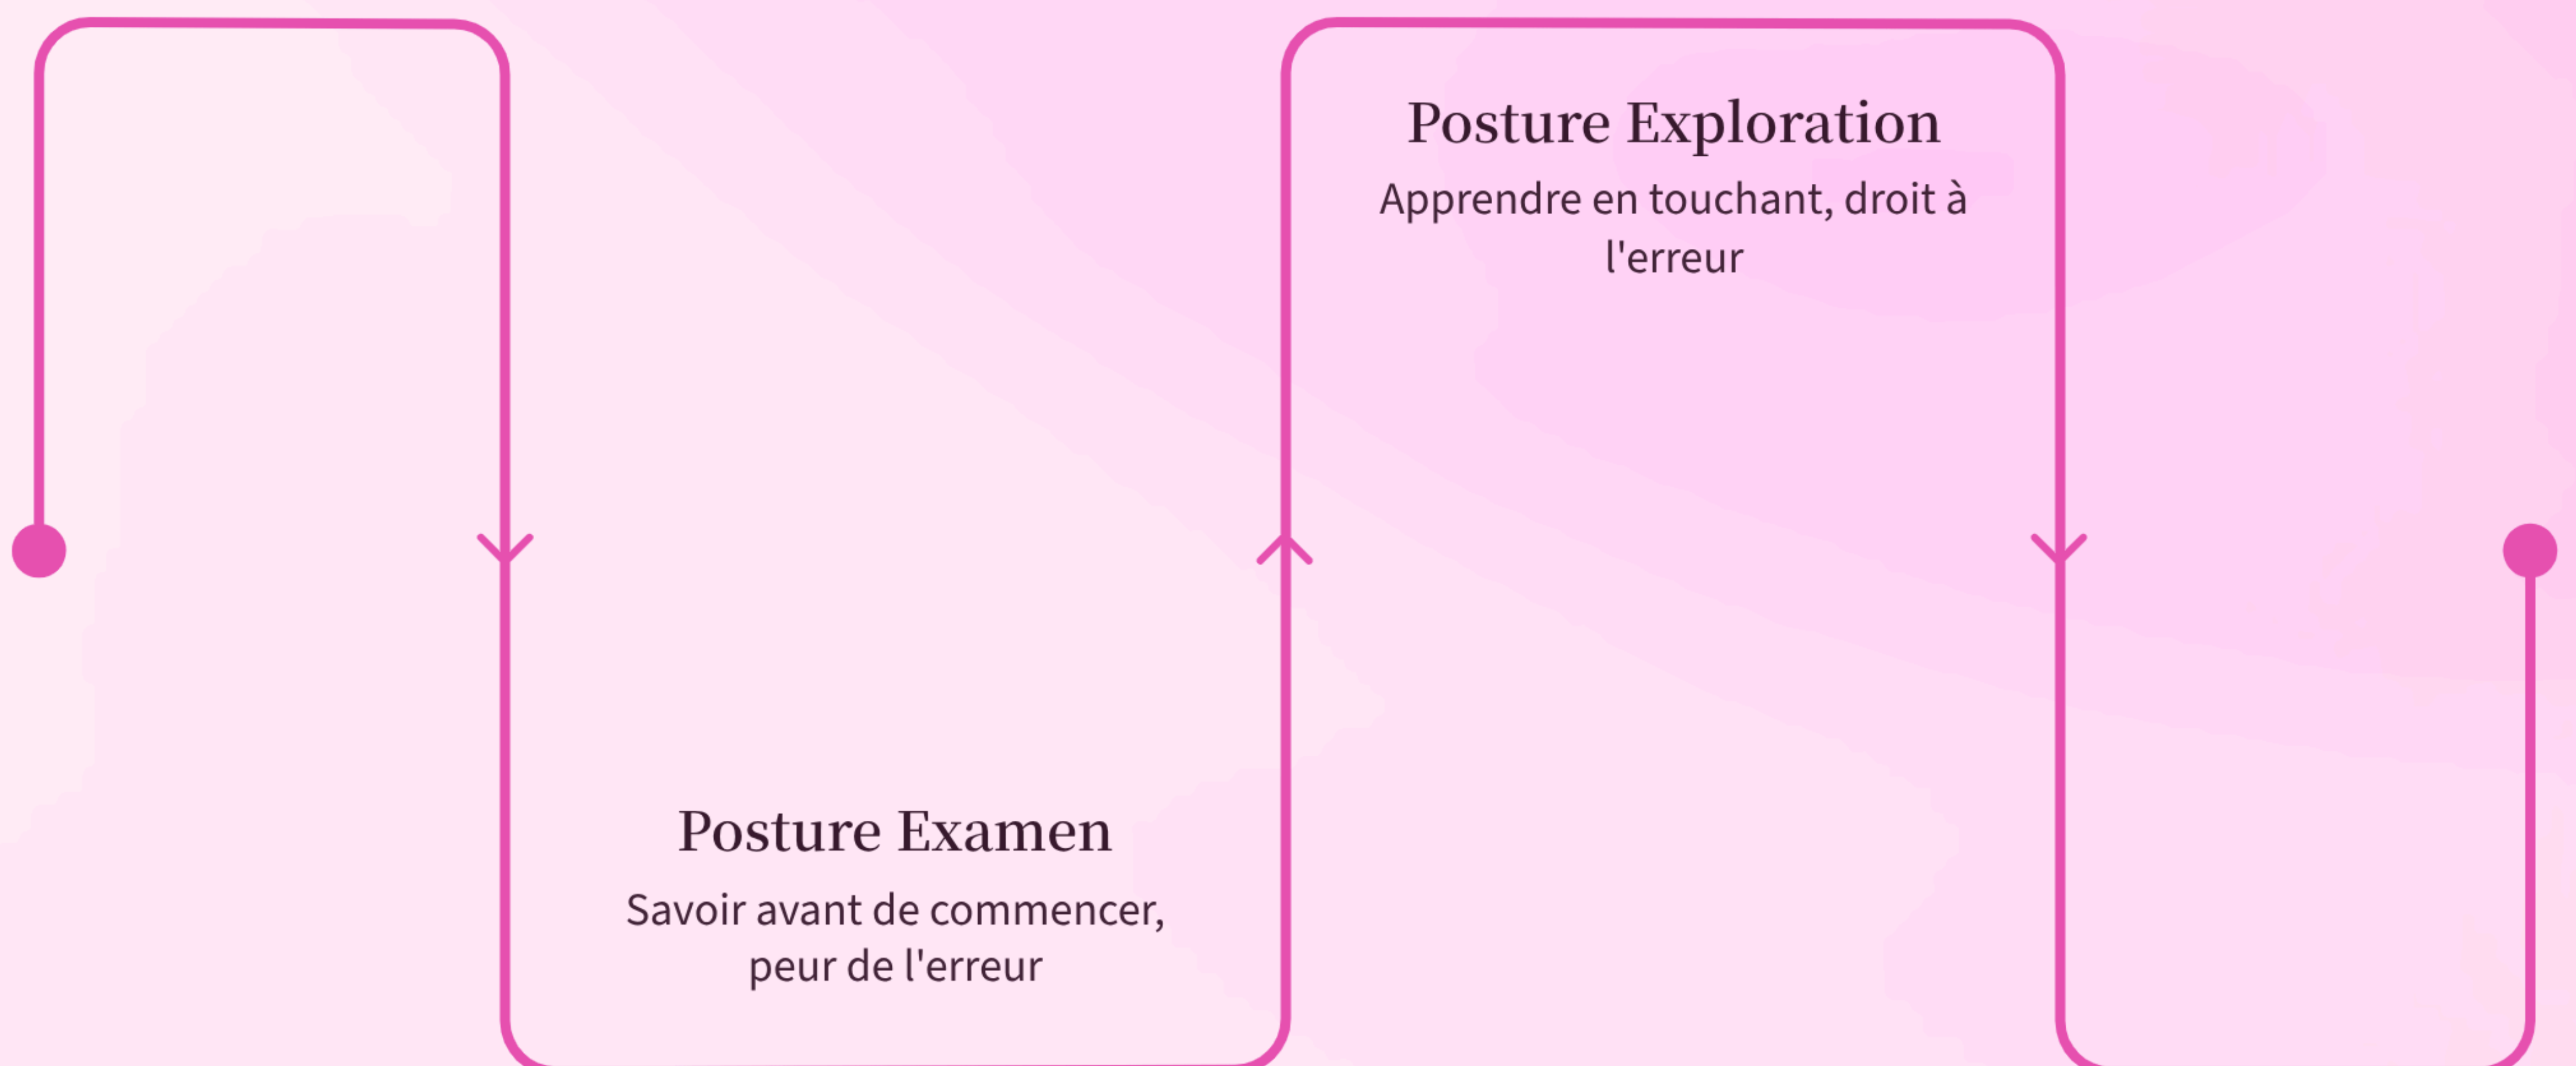 Posture Exploration
Apprendre en touchant, droit à
l'erreur
Posture Examen
Savoir avant de commencer,
peur de l'erreur